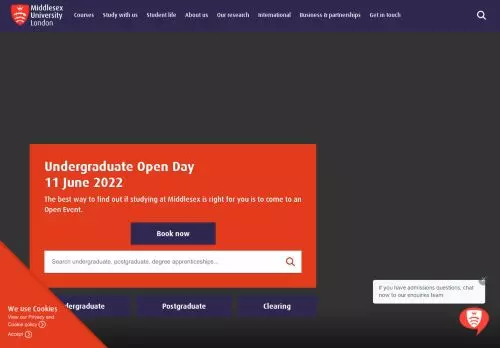 Middlesex
University
London
Courses Study with us Student life About us Our research International Business & partnerships Get in touch
Undergraduate Open Day
11 June 2022
The best way to find out if studying at Middlesex is right for you is to come to an
Open Event.
Book now
Search undergraduate, postgraduate, degree apprenticeships...
dergraduate Postgraduate Clearing
If you have admissions questions, chat
now to our enquiries team
We use Cookies
View our Privacy and
Cookie policy
Accept